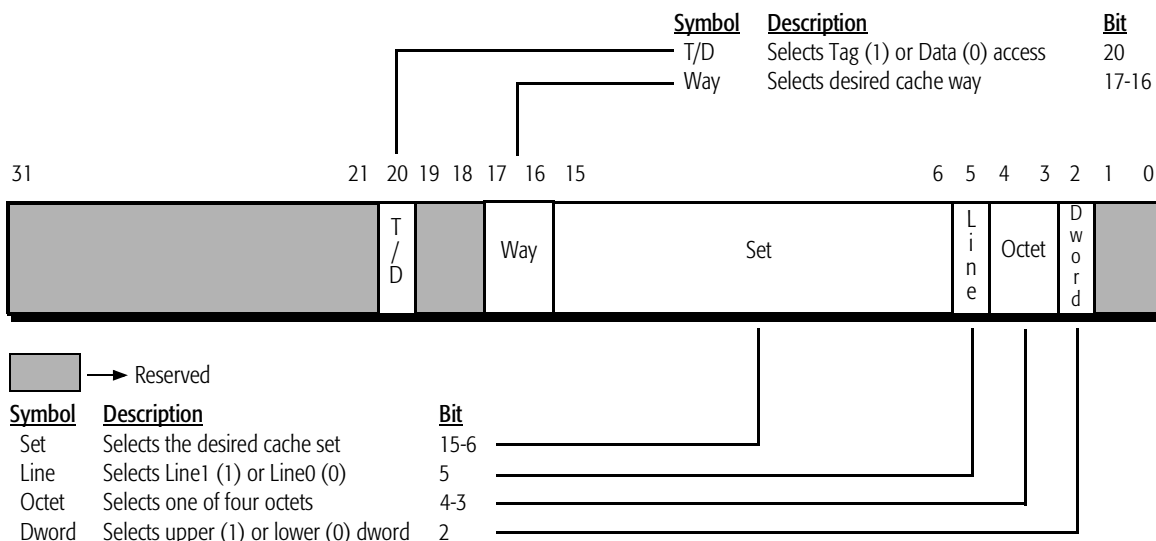 Symbol Description Bit
T/D Selects Tag (1) or Data (0) access 20
Way Selects desired cache way 17-16
31 21 20 19 18 17 16 15 6 5 4 3 2 1 0
T/D Way Set Line Octet Dword
Reserved
Symbol Description Bit
Set Selects the desired cache set 15-6
Line Selects Line1 (1) or Line0 (0) 5
Octet Selects one of four octets 4-3
Dword Selects upper (1) or lower (0) dword 2